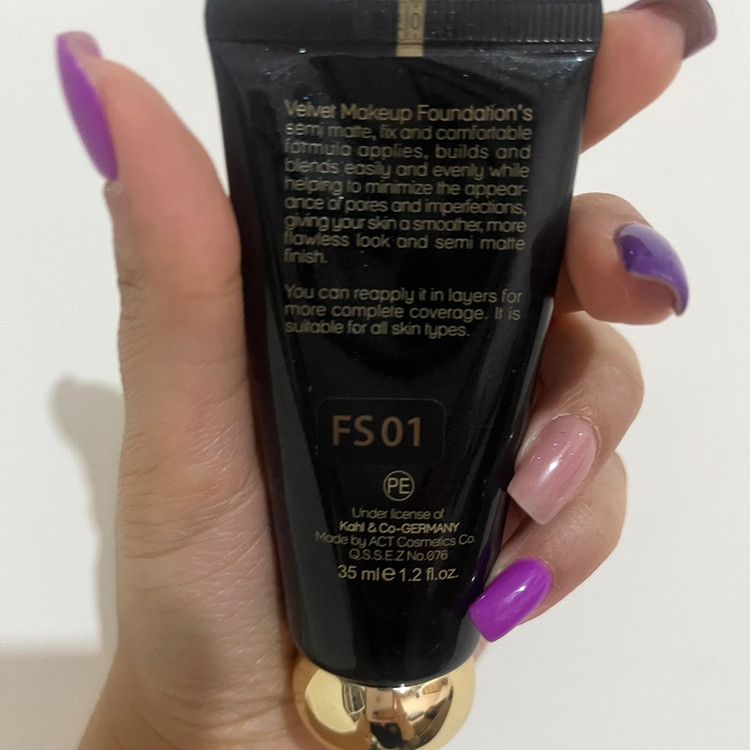 Velvet Makeup Foundation's
semi matte, fix and comfortable
formula applies, builds and
blends easily and evenly while
helping to minimize the appear-
ance of pores and imperfections,
giving your skin a smoother, more
flawless look and semi matte
finish.
You can reapply it in layers for
more complete coverage. It is
suitable for all skin types.
FS01
PE
Under license of
Kahl & Co-GERMANY
Made by ACT Cosmetics Co.
Q.S.S.E.Z No.076
35 ml e 1.2 fl.oz.